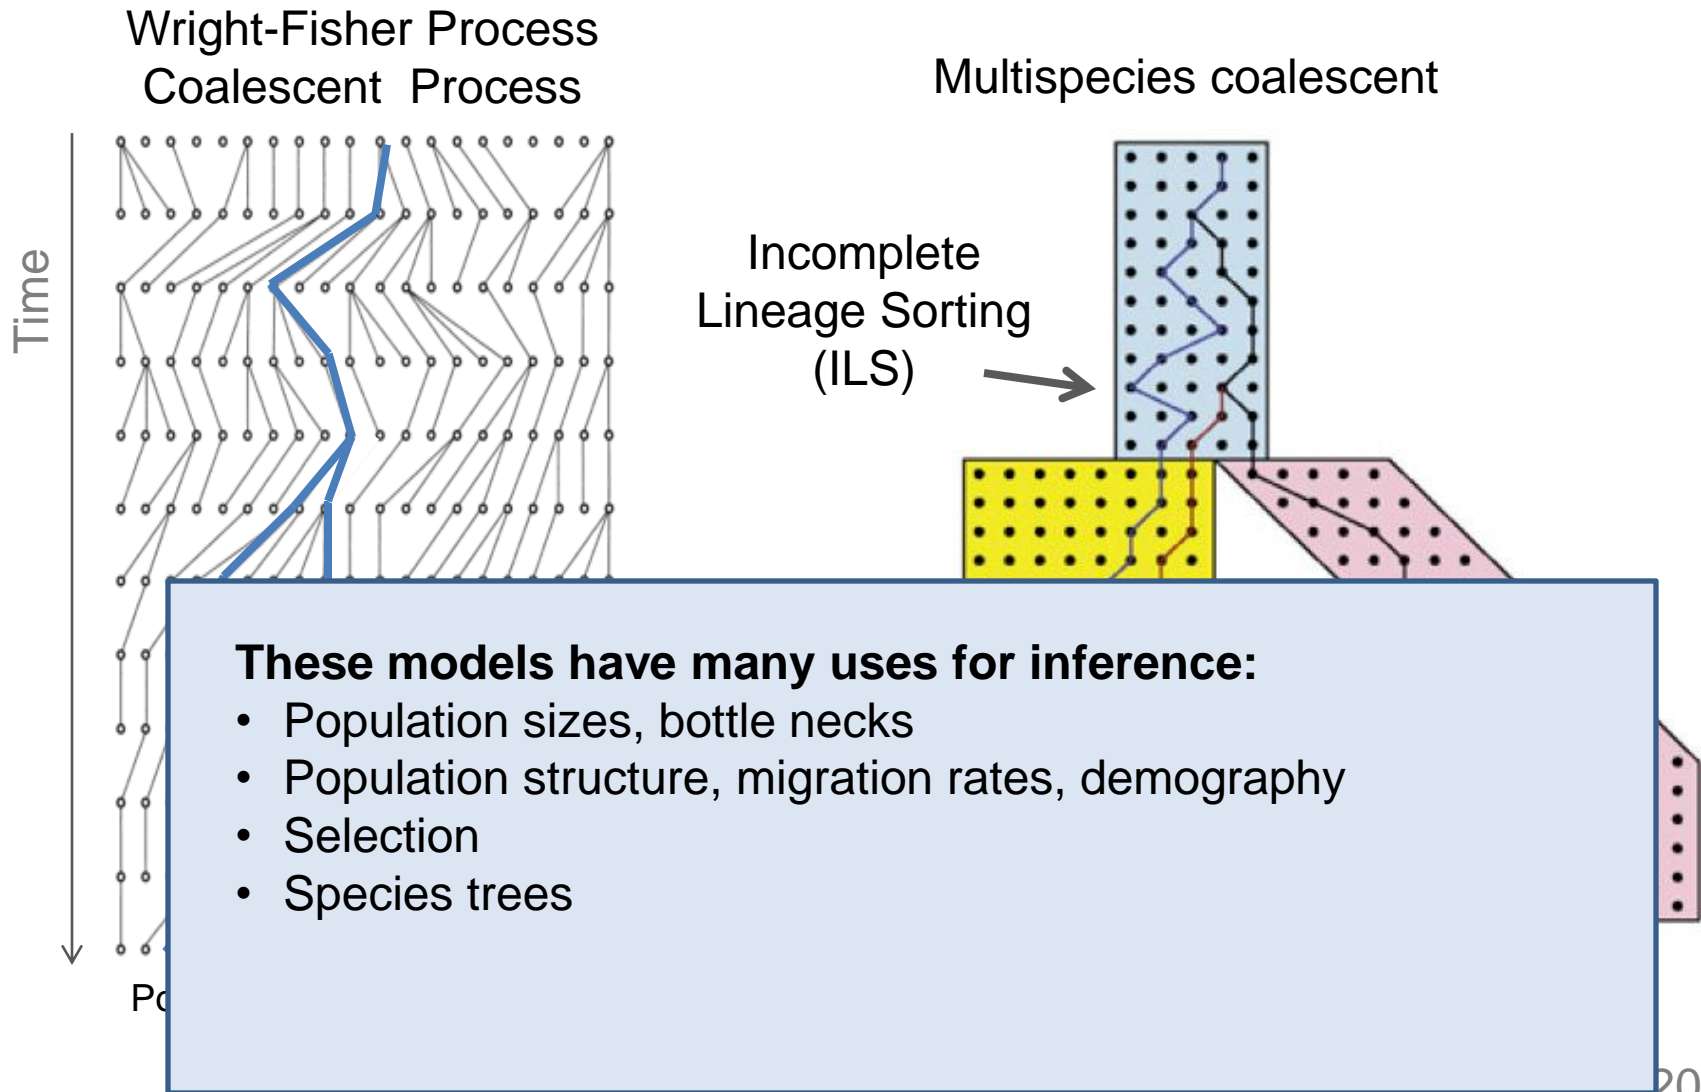 Wright-Fisher Process
Coalescent Process
Multispecies coalescent
Time
Incomplete
Lineage Sorting
(ILS)
These models have many uses for inference:
• Population sizes, bottle necks
• Population structure, migration rates, demography
• Selection
• Species trees
20